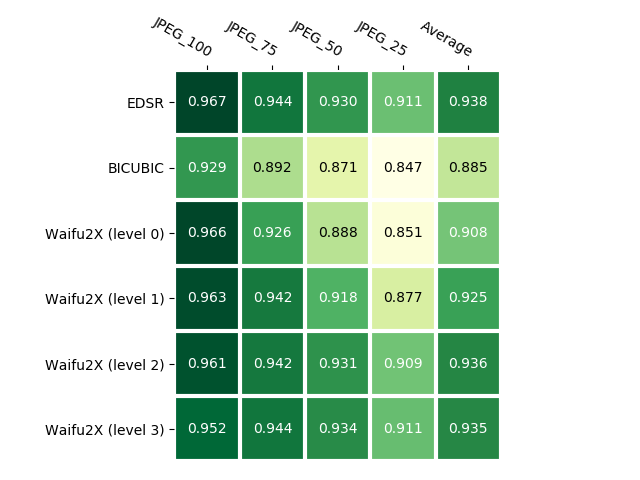 JPEG_100 JPEG_75 JPEG_50 JPEG_25 Average
EDSR 0.967 0.944 0.930 0.911 0.938
BICUBIC 0.929 0.892 0.871 0.847 0.885
Waifu2X (level 0) 0.966 0.926 0.888 0.851 0.908
Waifu2X (level 1) 0.963 0.942 0.918 0.877 0.925
Waifu2X (level 2) 0.961 0.942 0.931 0.909 0.936
Waifu2X (level 3) 0.952 0.944 0.934 0.911 0.935